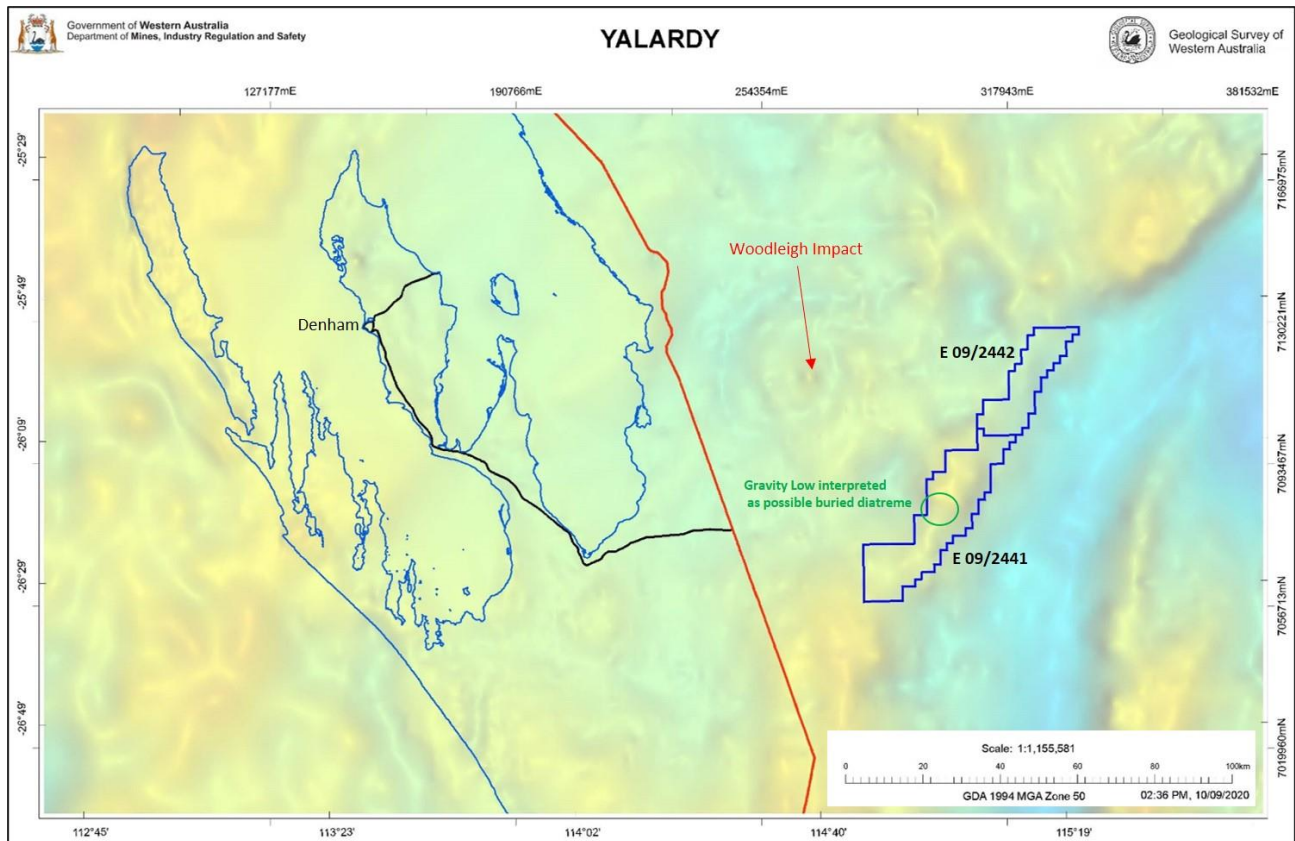 Government of Western Australia
Department of Mines, Industry Regulation and Safety
YALARDY
Geological Survey of
Western Australia
127177mE
190766mE
254354mE
317943mE
381532mE
-25°29'
-25°49'
-26°09'
-26°29'
-26°49'
7166975mN
7130221mN
7093467mN
7056713mN
7019960mN
Woodleigh Impact
Denham
E 09/2442
Gravity Low interpreted
as possible buried diatreme
E 09/2441
Scale: 1:1,155,581
0 20 40 60 80 100km
GDA 1994 MGA Zone 50
02:36 PM, 10/09/2020
112°45'
113°23'
114°02'
114°40'
115°19'